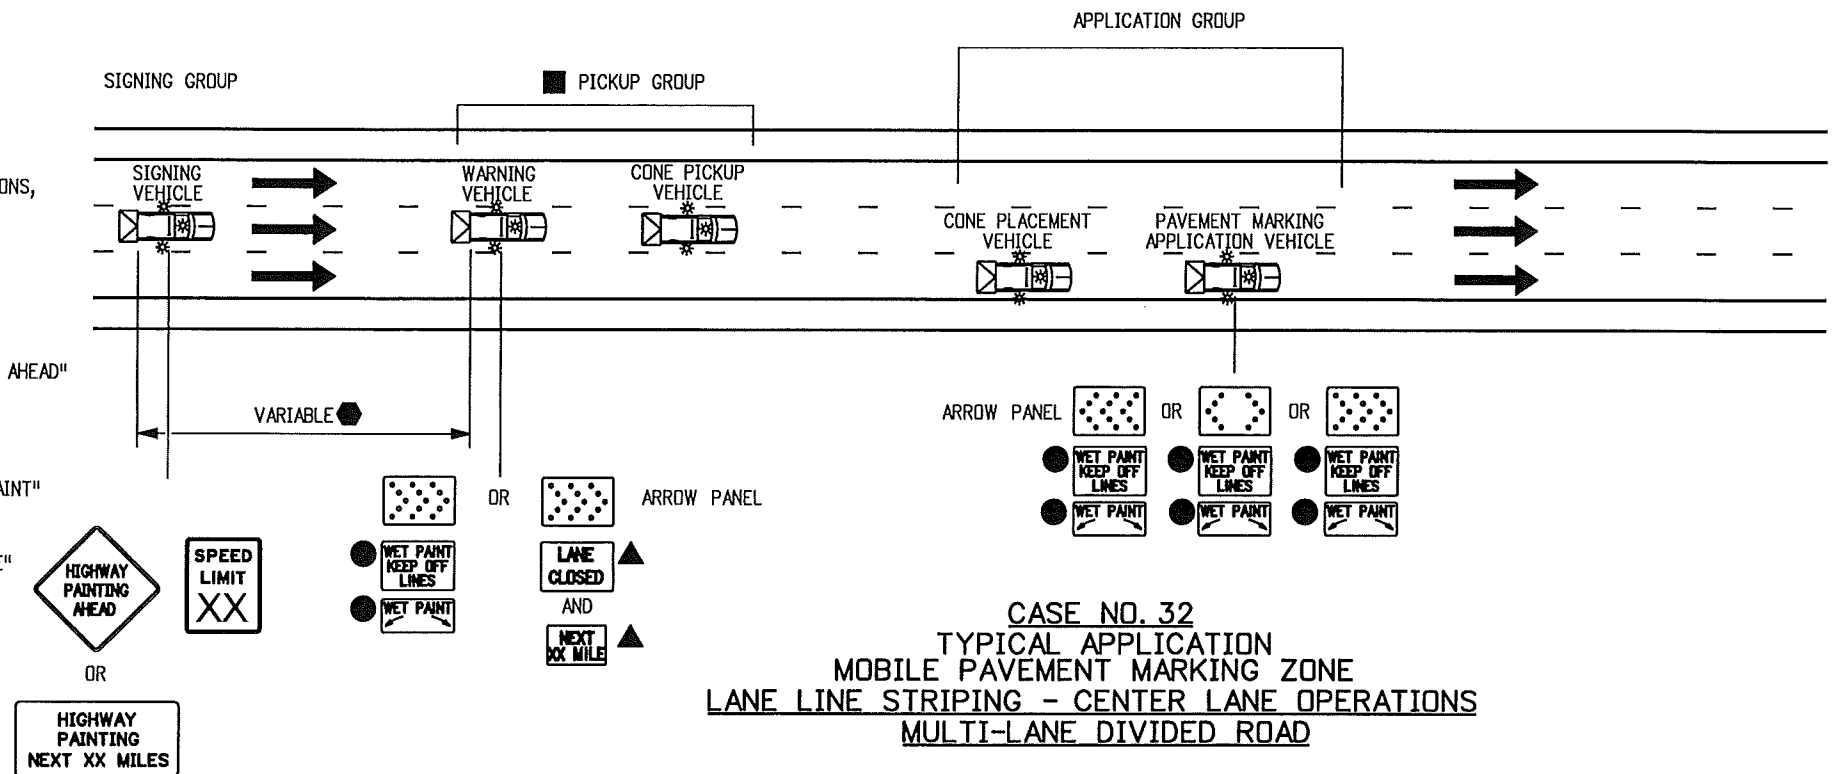 APPLICATION GROUP
SIGNING GROUP
PICKUP GROUP
ONS,
SIGNING
VEHICLE
WARNING
VEHICLE
CONE PICKUP
VEHICLE
CONE PLACEMENT
VEHICLE
PAVEMENT MARKING
APPLICATION VEHICLE
AHEAD"
VARIABLE
ARROW PANEL
OR
OR
WET PAINT
KEEP OFF
LINES
WET PAINT
KEEP OFF
LINES
WET PAINT
KEEP OFF
LINES
WET PAINT
WET PAINT
WET PAINT
AINT"
OR
ARROW PANEL
HIGHWAY
PAINTING
AHEAD
SPEED
LIMIT
XX
WET PAINT
KEEP OFF
LINES
WET PAINT
LANE
CLOSED
AND
NEXT
XX MILE
OR
HIGHWAY
PAINTING
NEXT XX MILES
CASE NO. 32
TYPICAL APPLICATION
MOBILE PAVEMENT MARKING ZONE
LANE LINE STRIPING - CENTER LANE OPERATIONS
MULTI-LANE DIVIDED ROAD